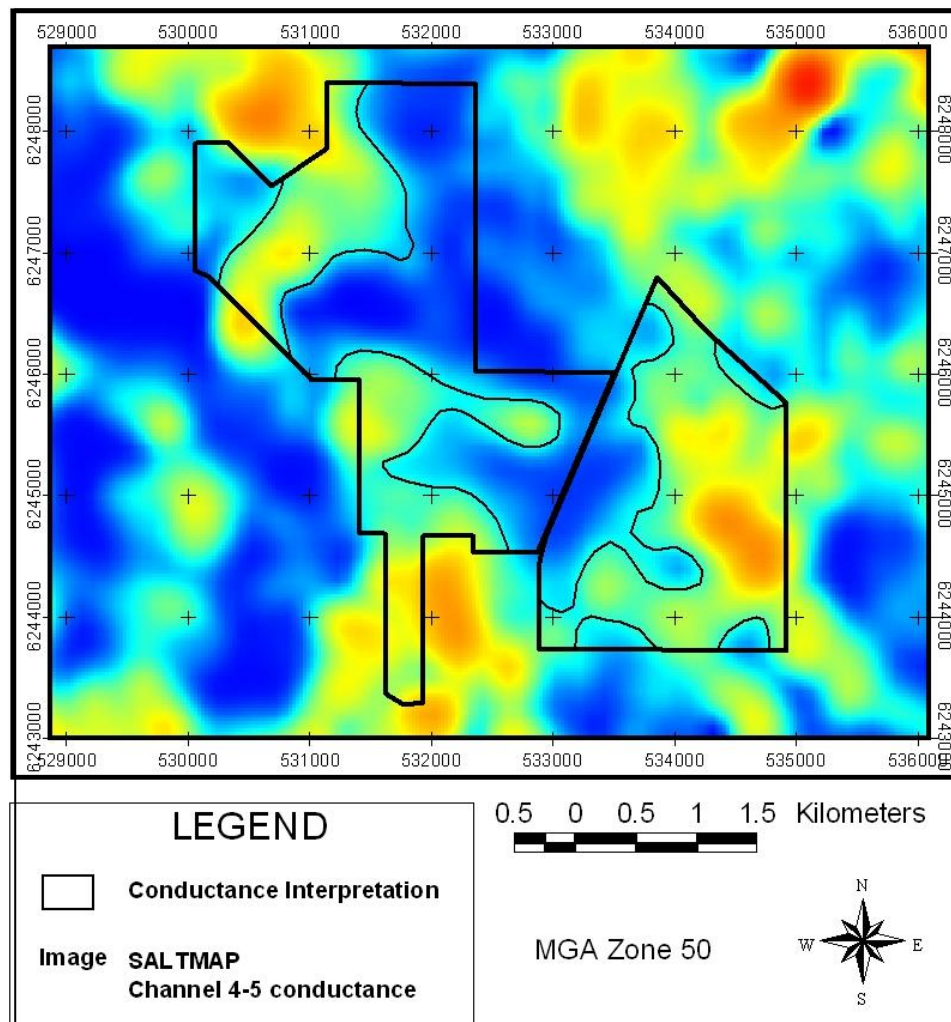 529000 530000 531000 532000 533000 534000 535000 536000
6248000 6248000
6247000 6247000
6246000 6246000
6245000 6245000
6244000 6244000
6243000 6243000
529000 530000 531000 532000 533000 534000 535000 536000
LEGEND
Conductance Interpretation
Image SALTMAP
Channel 4-5 conductance
0.5 0 0.5 1 1.5 Kilometers
MGA Zone 50
N
W E
S